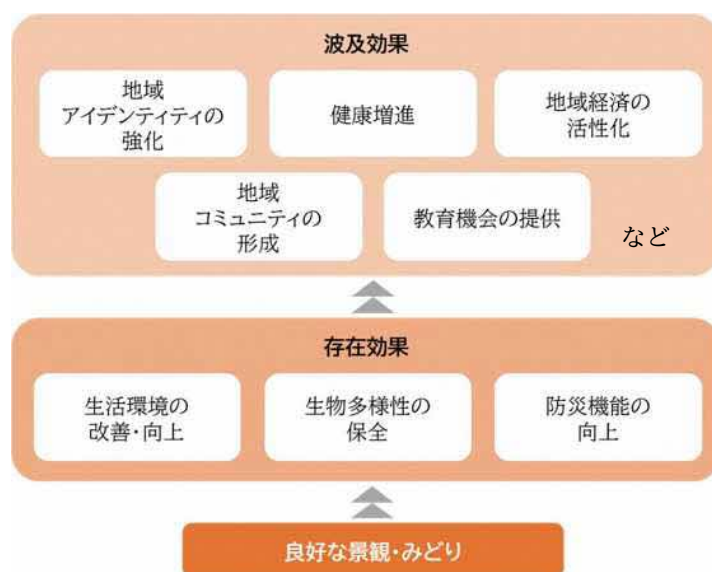 波及効果
地域
アイデンティティの
強化
健康増進
地域経済の
活性化
地域
コミュニティの
形成
教育機会の提供
など
存在効果
生活環境の
改善・向上
生物多様性の
保全
防災機能の
向上
良好な景観・みどり